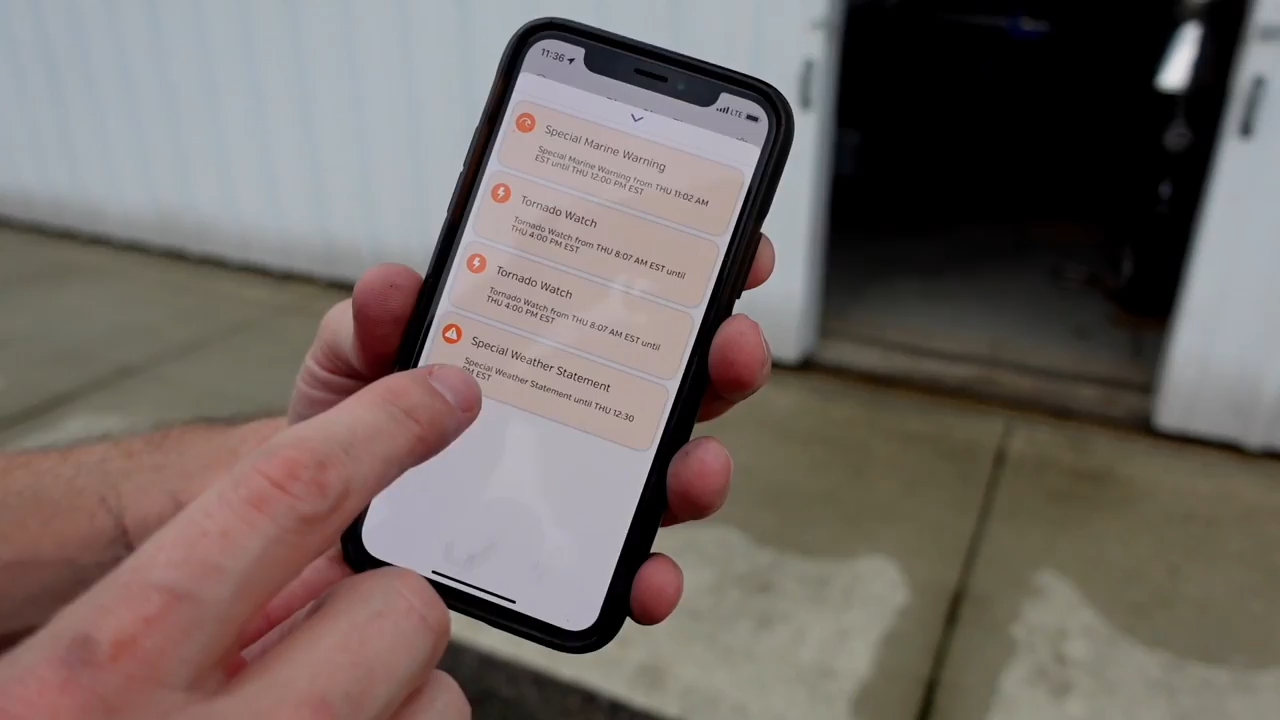 11:36
LTE
Special Marine Warning
Special Marine Warning from THU 11:02 AM
EST until THU 12:00 PM EST
Tornado Watch
Tornado Watch from THU 8:07 AM EST until
THU 4:00 PM EST
Tornado Watch
Tornado Watch from THU 8:07 AM EST until
THU 4:00 PM EST
Special Weather Statement
Special Weather Statement until THU 12:30
PM EST